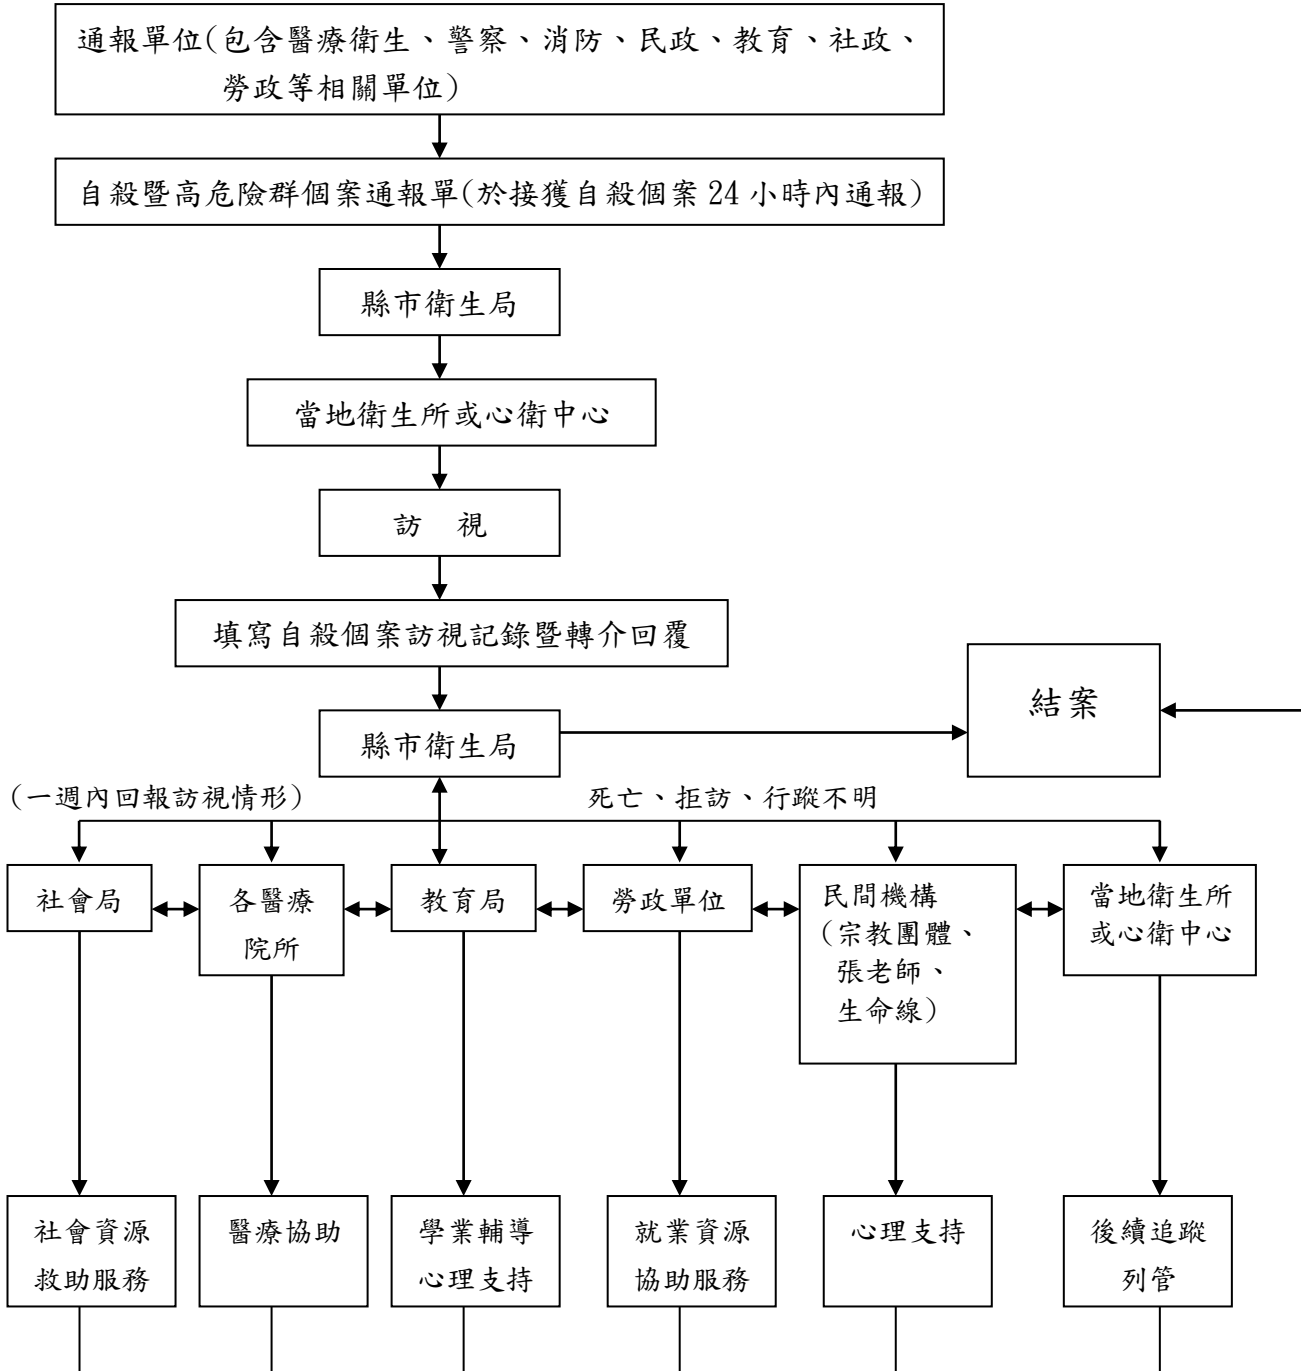 通報單位(包含醫療衛生、警察、消防、民政、教育、社政、
勞政等相關單位)
自殺暨高危險群個案通報單(於接獲自殺個案 24 小時內通報)
縣市衛生局
當地衛生所或心衛中心
訪 視
填寫自殺個案訪視記錄暨轉介回覆
縣市衛生局
結案
(一週內回報訪視情形)
死亡、拒訪、行蹤不明
社會局
各醫療
院所
教育局
勞政單位
民間機構
(宗教團體、
張老師、
生命線)
當地衛生所
或心衛中心
社會資源
救助服務
醫療協助
學業輔導
心理支持
就業資源
協助服務
心理支持
後續追蹤
列管